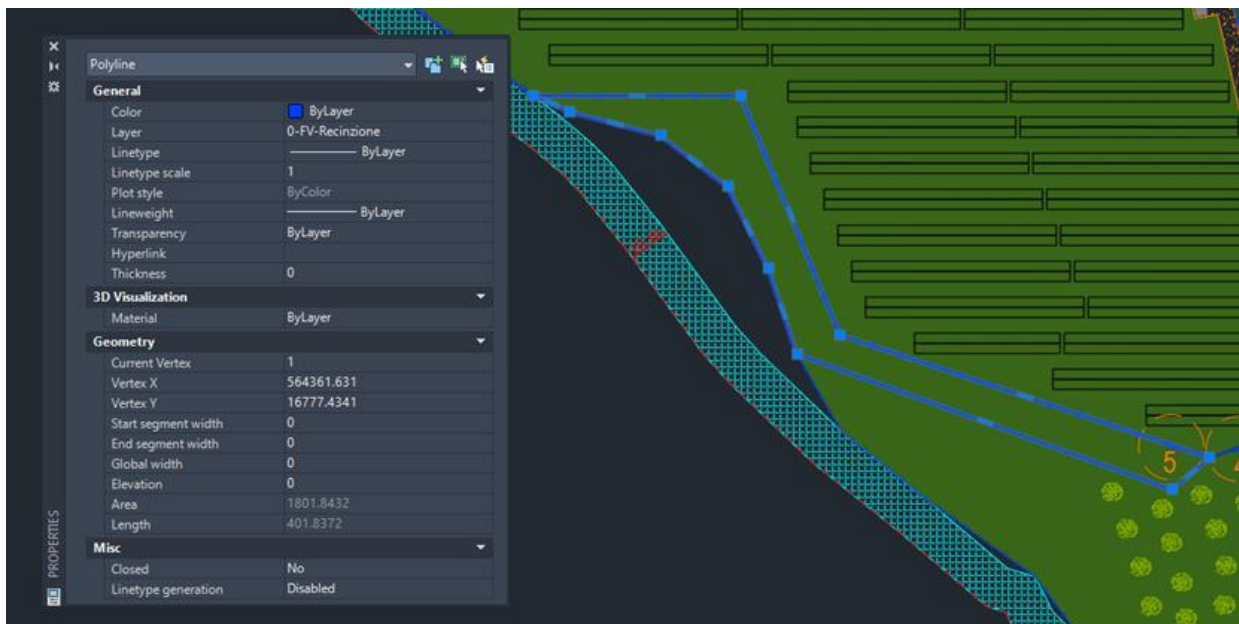 Polyline
General
Color ByLayer
Layer 0-FV-Recinzione
Linetype ByLayer
Linetype scale 1
Plot style ByColor
Lineweight ByLayer
Transparency ByLayer
Hyperlink
Thickness 0
3D Visualization
Material ByLayer
Geometry
Current Vertex 1
Vertex X 564361.631
Vertex Y 16777.4341
Start segment width 0
End segment width 0
Global width 0
Elevation 0
Area 1801.8432
Length 401.8372
Misc
Closed No
Linetype generation Disabled
PROPERTIES
5